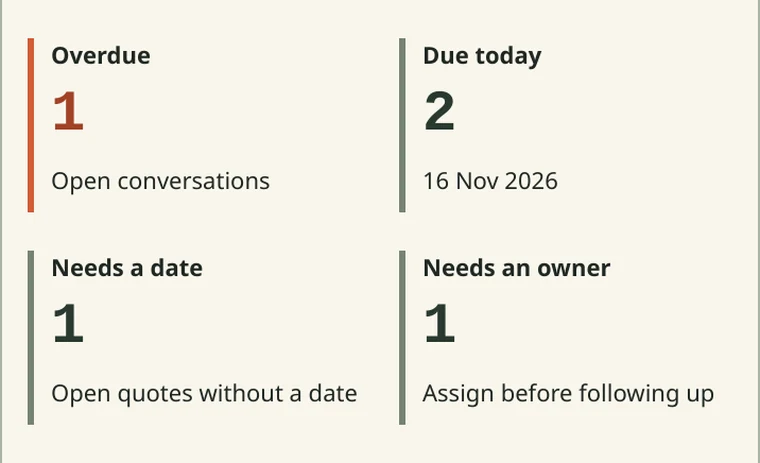 Overdue
1
Open conversations
Due today
2
16 Nov 2026
Needs a date
1
Open quotes without a date
Needs an owner
1
Assign before following up